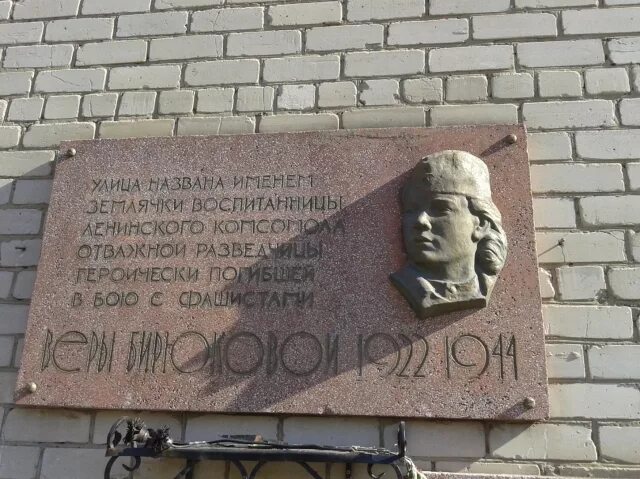 УЛИЦА НАЗВАНА ИМЕНЕМ
ЗЕМЛЯЧКИ ВОСПИТАННИЦЫ
ЛЕНИНСКОГО КОМСОМОЛА
ОТВАЖНОЙ РАЗВЕДЧИЦЫ
ГЕРОИЧЕСКИ ПОГИБШЕЙ
В БОЮ С ФАШИСТАМИ
ВЕРЫ БИРЮКОВОЙ 1922 1944